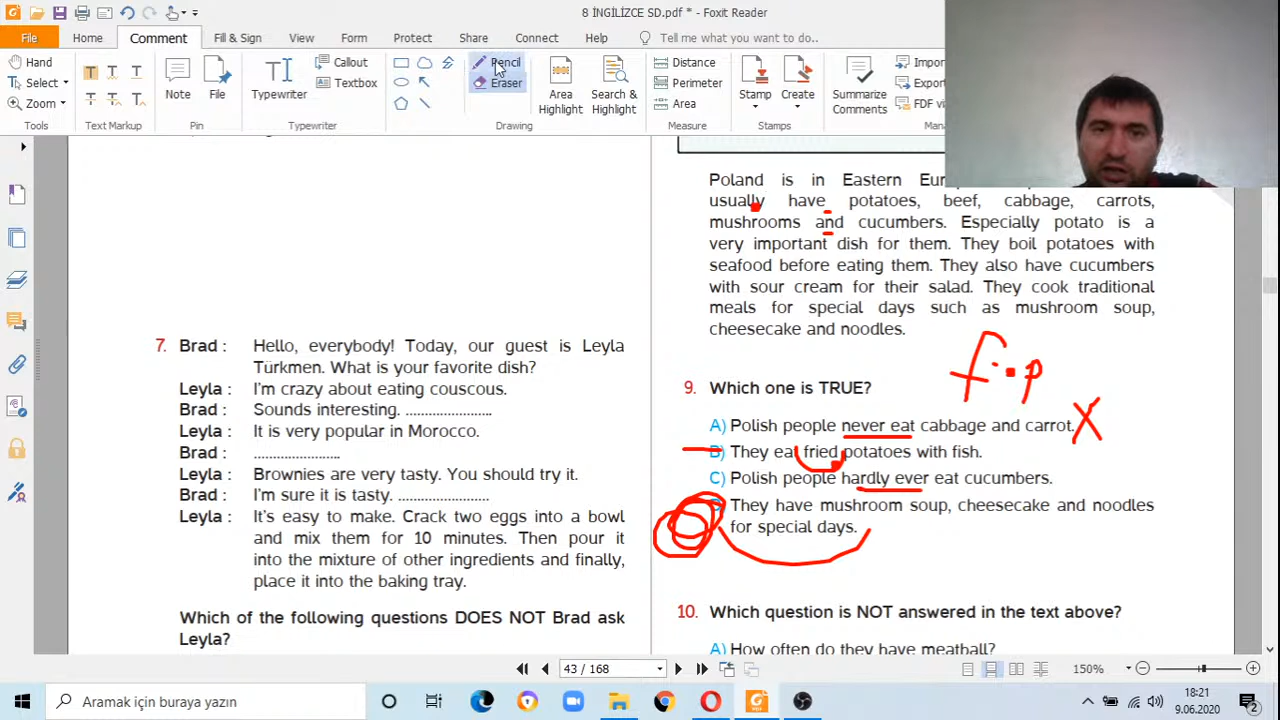 8 İNGİLİZCE SD.pdf * - Foxit Reader
File Home Comment Fill & Sign View Form Protect Share Connect Help Tell me what you want to do..
Hand
Select
Zoom
Tools
Text Markup
Note
File
Pin
Typewriter
Callout
Textbox
Typewriter
Pencil
Eraser
Drawing
Area Highlight
Search & Highlight
Distance
Perimeter
Area
Measure
Stamp
Create
Stamps
Summarize Comments
Impor
Export
FDF vi
Man
7. Brad : Hello, everybody! Today, our guest is Leyla
Türkmen. What is your favorite dish?
Leyla : I'm crazy about eating couscous.
Brad : Sounds interesting. ......................
Leyla : It is very popular in Morocco.
Brad : ......................
Leyla : Brownies are very tasty. You should try it.
Brad : I'm sure it is tasty. .......................
Leyla : It's easy to make. Crack two eggs into a bowl
and mix them for 10 minutes. Then pour it
into the mixture of other ingredients and finally,
place it into the baking tray.
Which of the following questions DOES NOT Brad ask
Leyla?
Poland is in Eastern Eur
usually have potatoes, beef, cabbage, carrots,
mushrooms and cucumbers. Especially potato is a
very important dish for them. They boil potatoes with
seafood before eating them. They also have cucumbers
with sour cream for their salad. They cook traditional
meals for special days such as mushroom soup,
cheesecake and noodles.
f p
9. Which one is TRUE?
A) Polish people never eat cabbage and carrot. X
B) They eat fried potatoes with fish.
C) Polish people hardly ever eat cucumbers.
They have mushroom soup, cheesecake and noodles
for special days.
10. Which question is NOT answered in the text above?
A) How often do they have meatball?
43 / 168
150%
Aramak için buraya yazın
18:21
9.06.2020
2